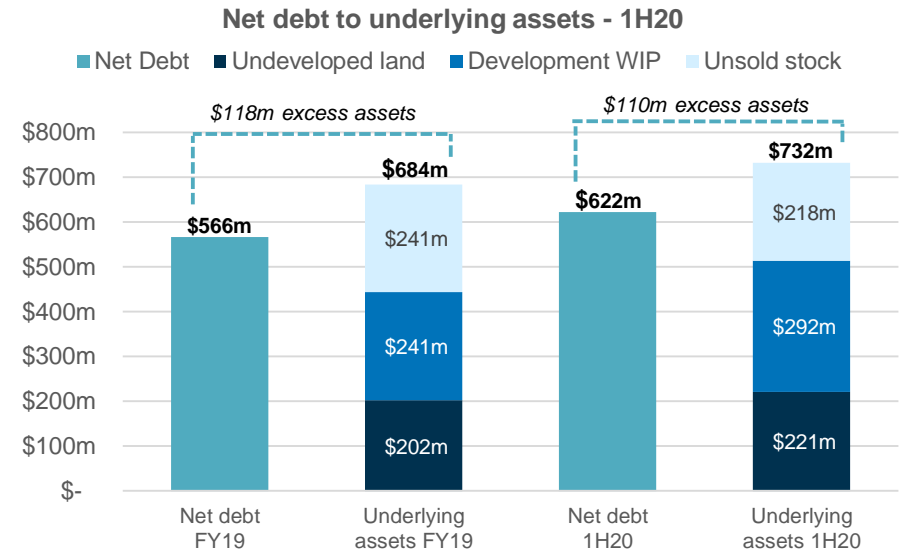 Net debt to underlying assets - 1H20
Net Debt Undeveloped land Development WIP Unsold stock
$118m excess assets
$110m excess assets
$800m
$700m
$600m
$500m
$400m
$300m
$200m
$100m
$-
$566m
$684m
$241m
$241m
$202m
$622m
$732m
$218m
$292m
$221m
Net debt
FY19
Underlying
assets FY19
Net debt
1H20
Underlying
assets 1H20